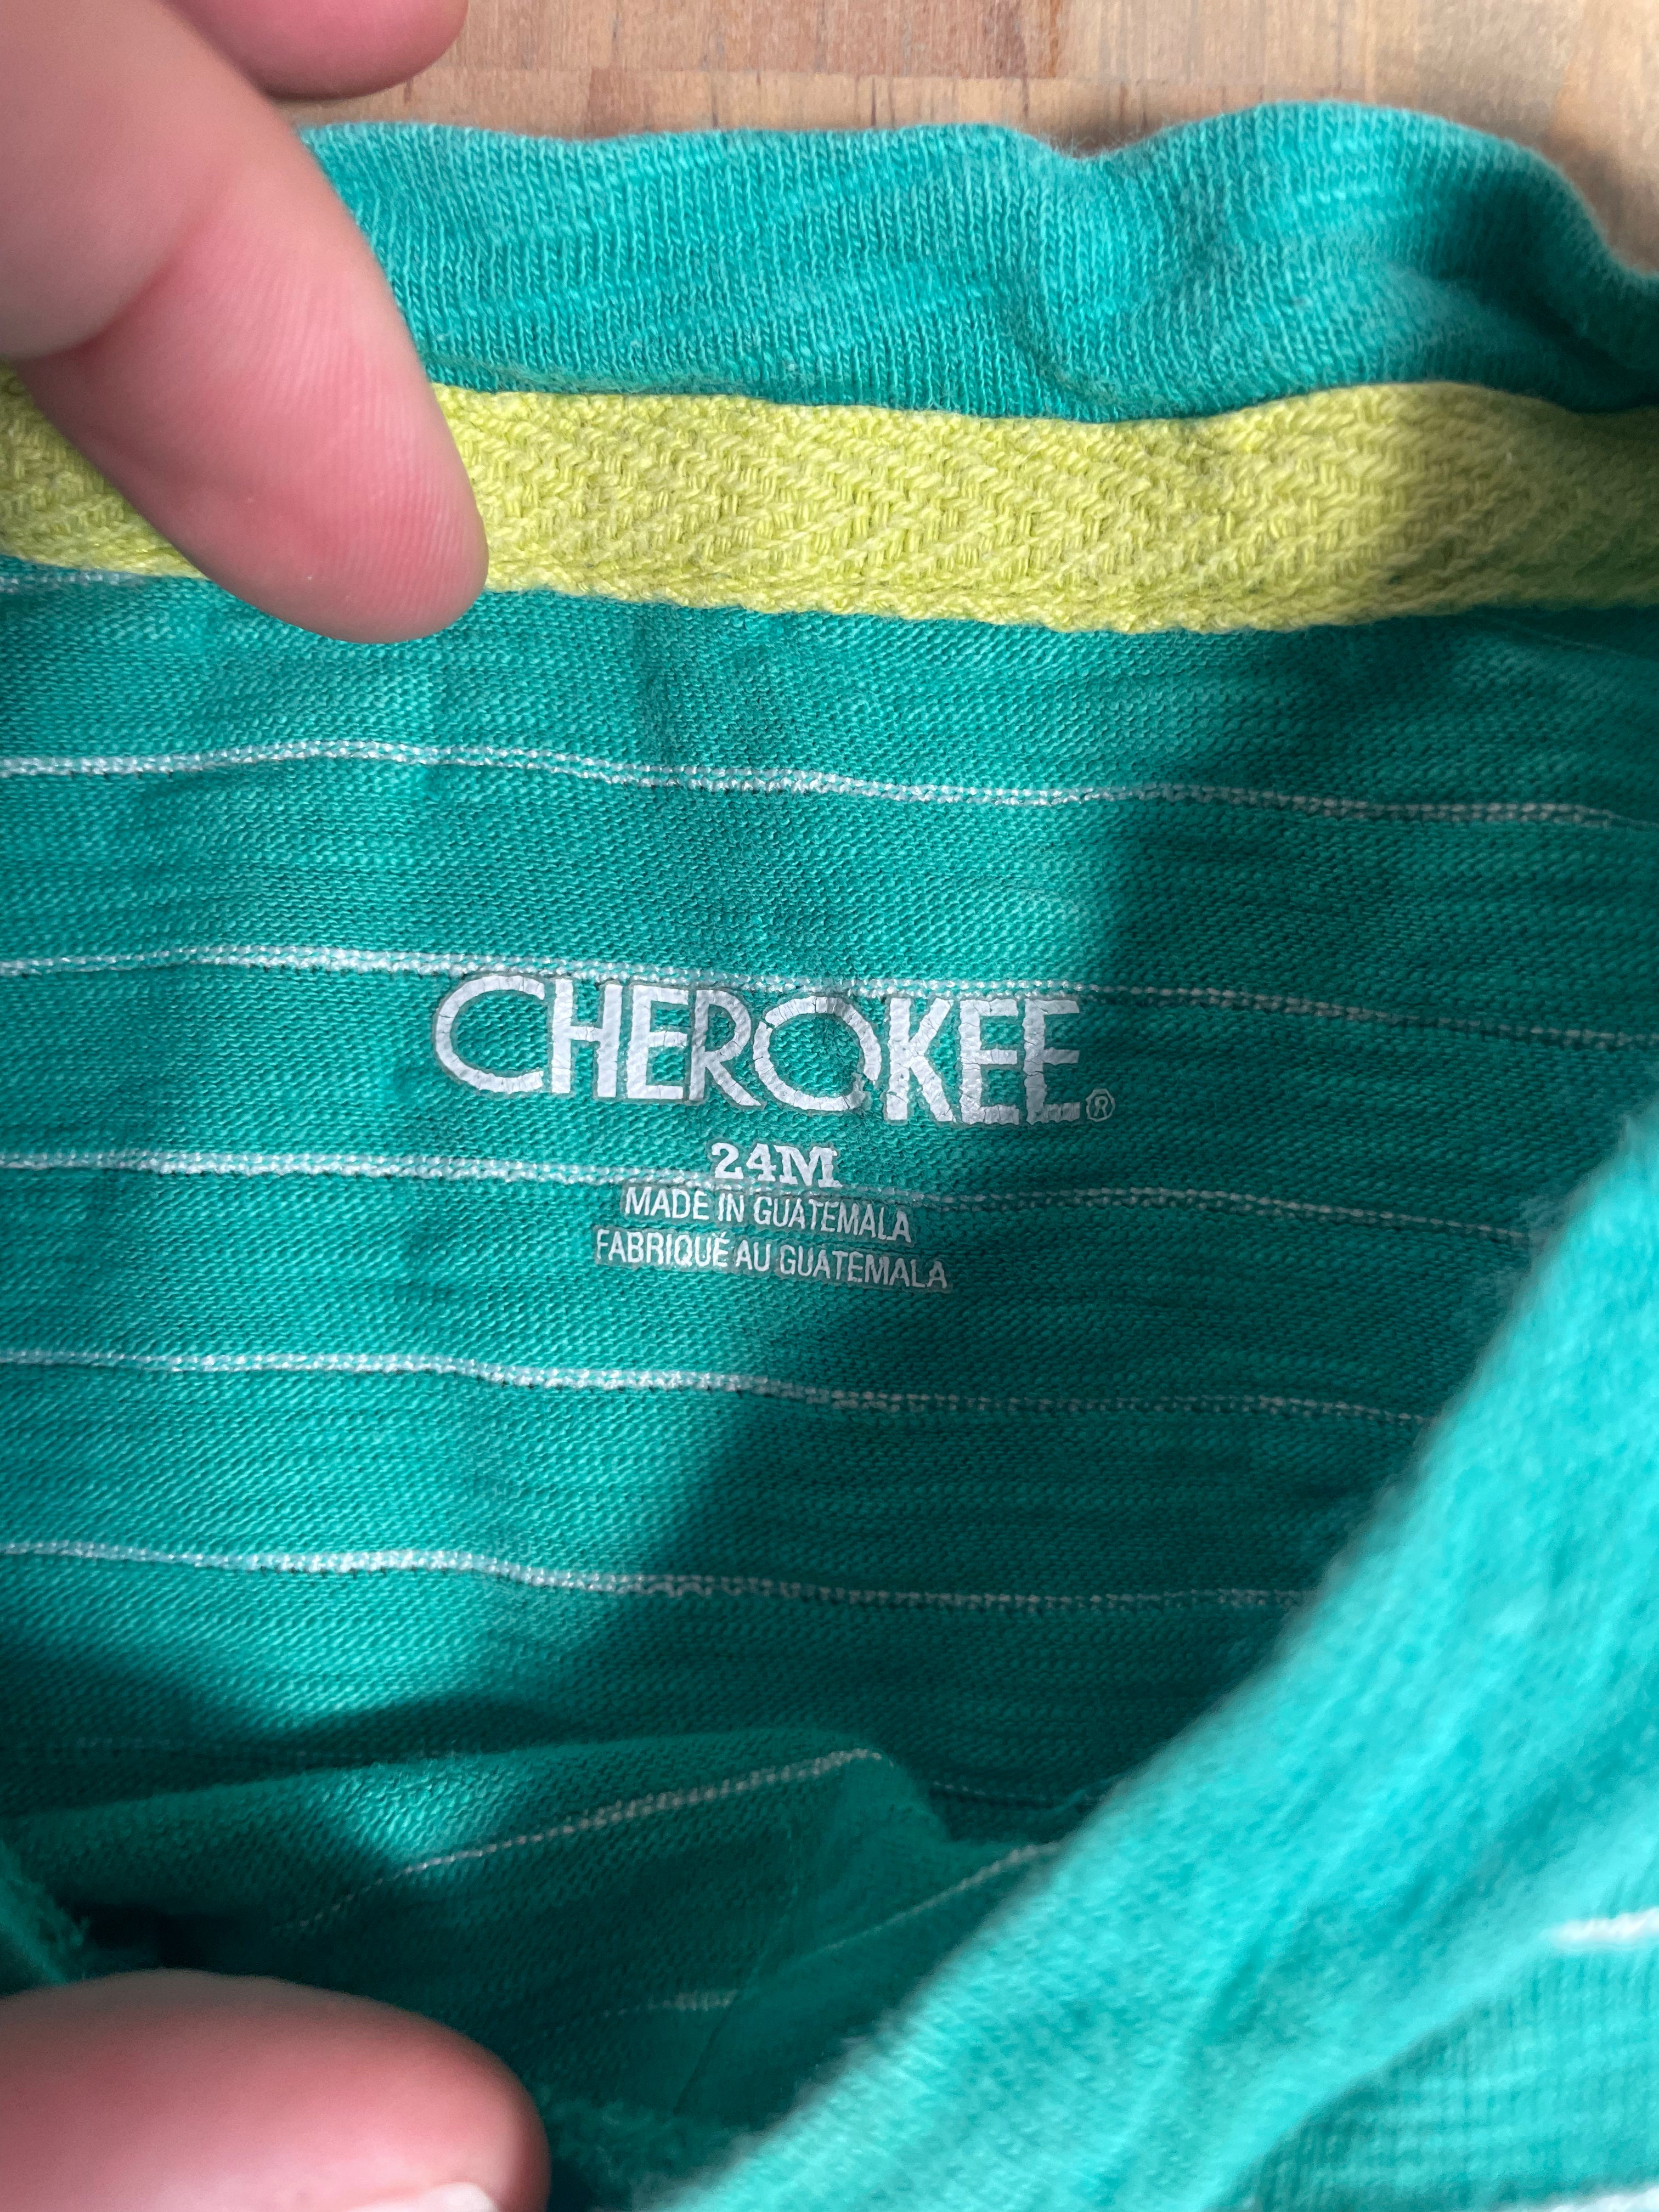 CHEROKEE®
24M
MADE IN GUATEMALA
FABRIQUÉ AU GUATEMALA